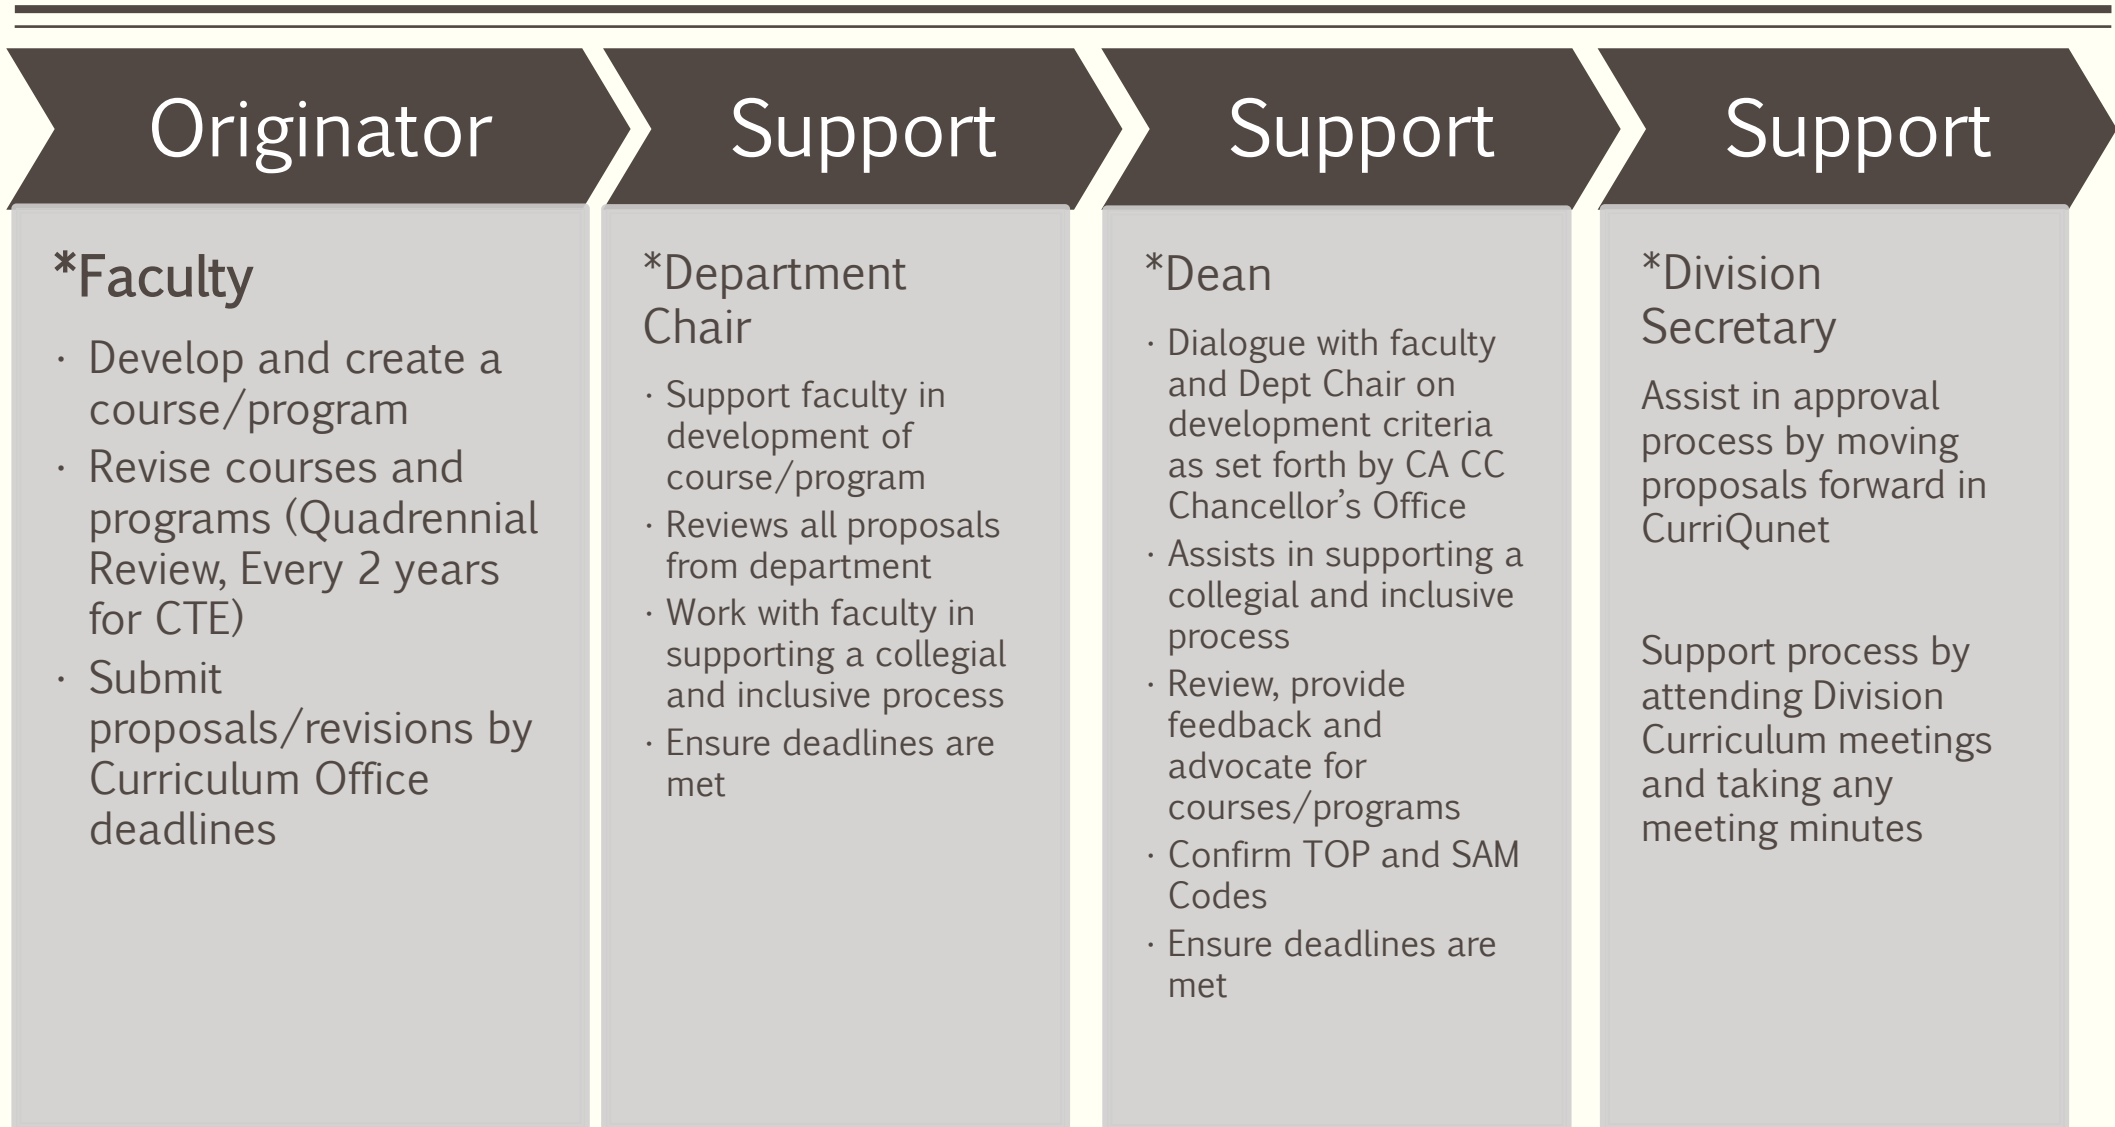 Originator
*Faculty
· Develop and create a
course/program
· Revise courses and
programs (Quadrennial
Review, Every 2 years
for CTE)
· Submit
proposals/revisions by
Curriculum Office
deadlines
Support
*Department
Chair
· Support faculty in
development of
course/program
· Reviews all proposals
from department
· Work with faculty in
supporting a collegial
and inclusive process
· Ensure deadlines are
met
Support
*Dean
· Dialogue with faculty
and Dept Chair on
development criteria
as set forth by CA CC
Chancellor’s Office
· Assists in supporting a
collegial and inclusive
process
· Review, provide
feedback and
advocate for
courses/programs
· Confirm TOP and SAM
Codes
· Ensure deadlines are
met
Support
*Division
Secretary
Assist in approval
process by moving
proposals forward in
CurriQunet
Support process by
attending Division
Curriculum meetings
and taking any
meeting minutes